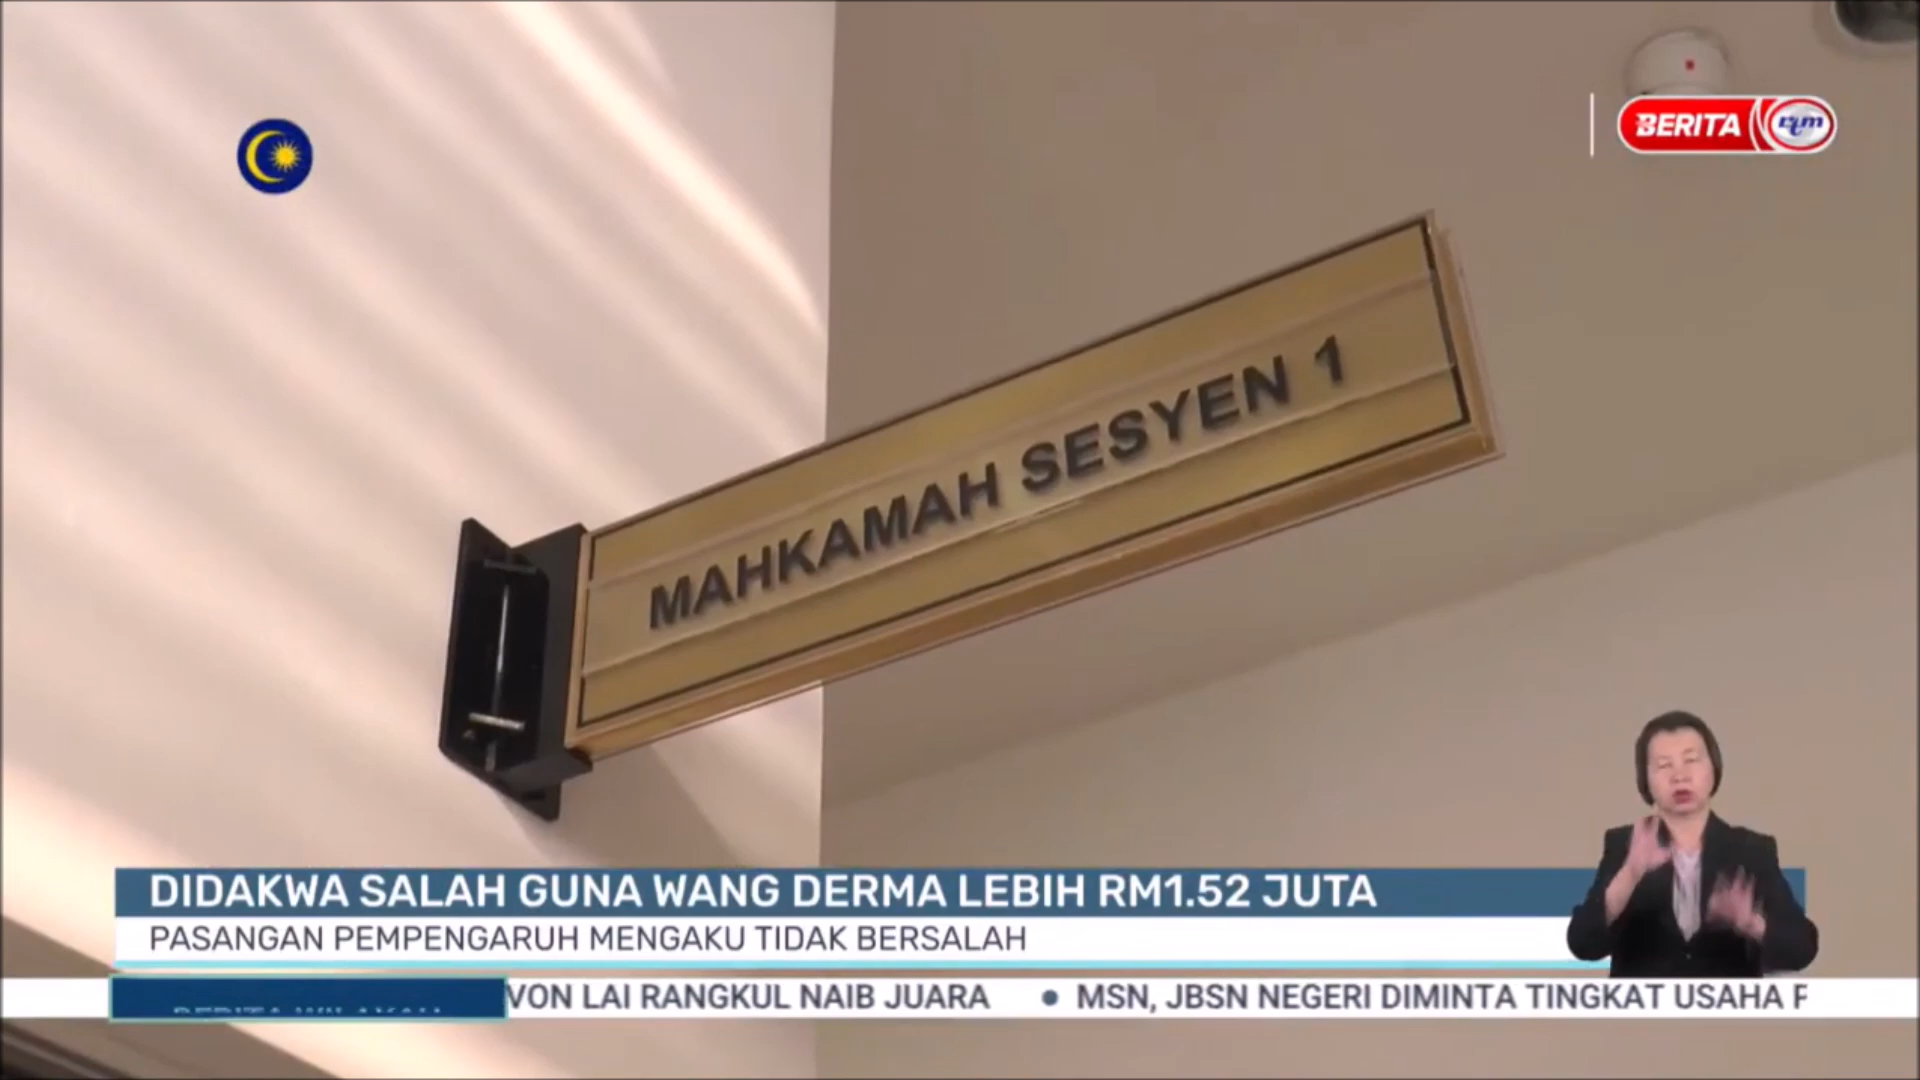 BERITA rtm
MAHKAMAH SESYEN 1
DIDAKWA SALAH GUNA WANG DERMA LEBIH RM1.52 JUTA
PASANGAN PEMPENGARUH MENGAKU TIDAK BERSALAH
VON LAI RANGKUL NAIB JUARA • MSN, JBSN NEGERI DIMINTA TINGKAT USAHA